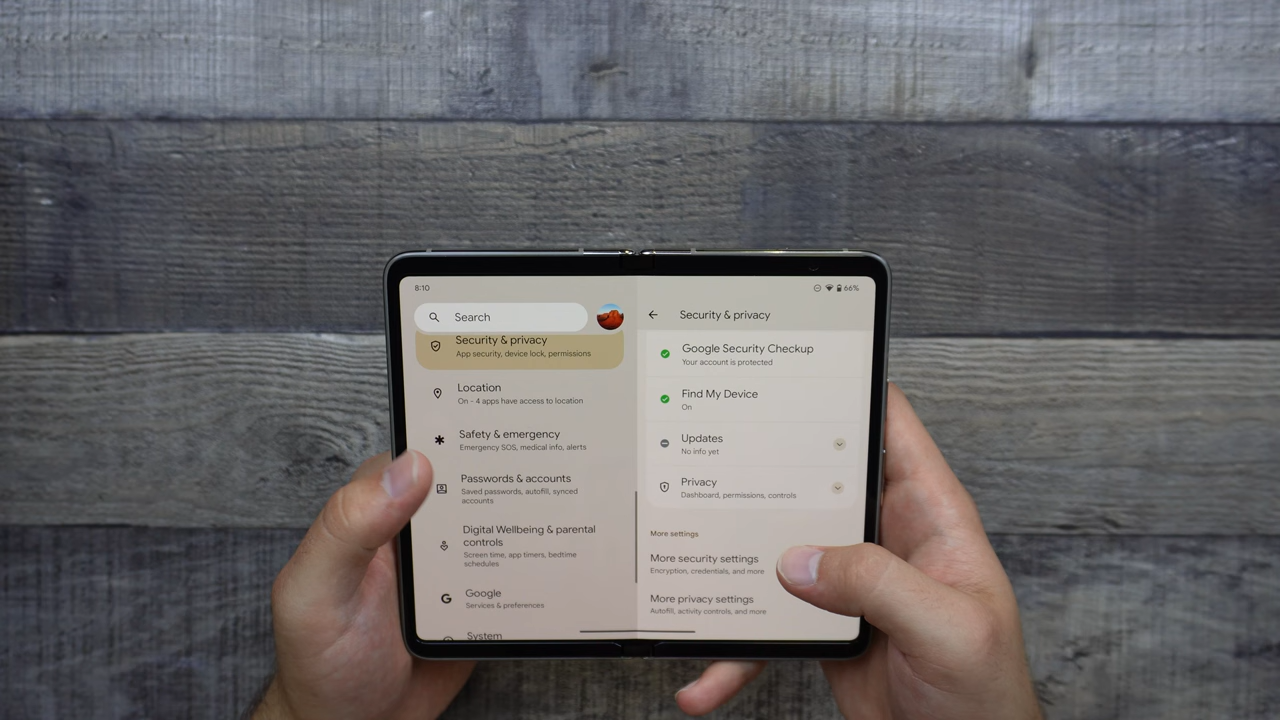 8:10
66%
Search
Security & privacy
App security, device lock, permissions
Location
On - 4 apps have access to location
Safety & emergency
Emergency SOS, medical info, alerts
Passwords & accounts
Saved passwords, autofill, synced
accounts
Digital Wellbeing & parental
controls
Screen time, app timers, bedtime
schedules
G
Google
Services & preferences
System
Security & privacy
Google Security Checkup
Your account is protected
Find My Device
On
Updates
No info yet
Privacy
Dashboard, permissions, controls
More settings
More security settings
Encryption, credentials, and more
More privacy settings
Autofill, activity controls, and more